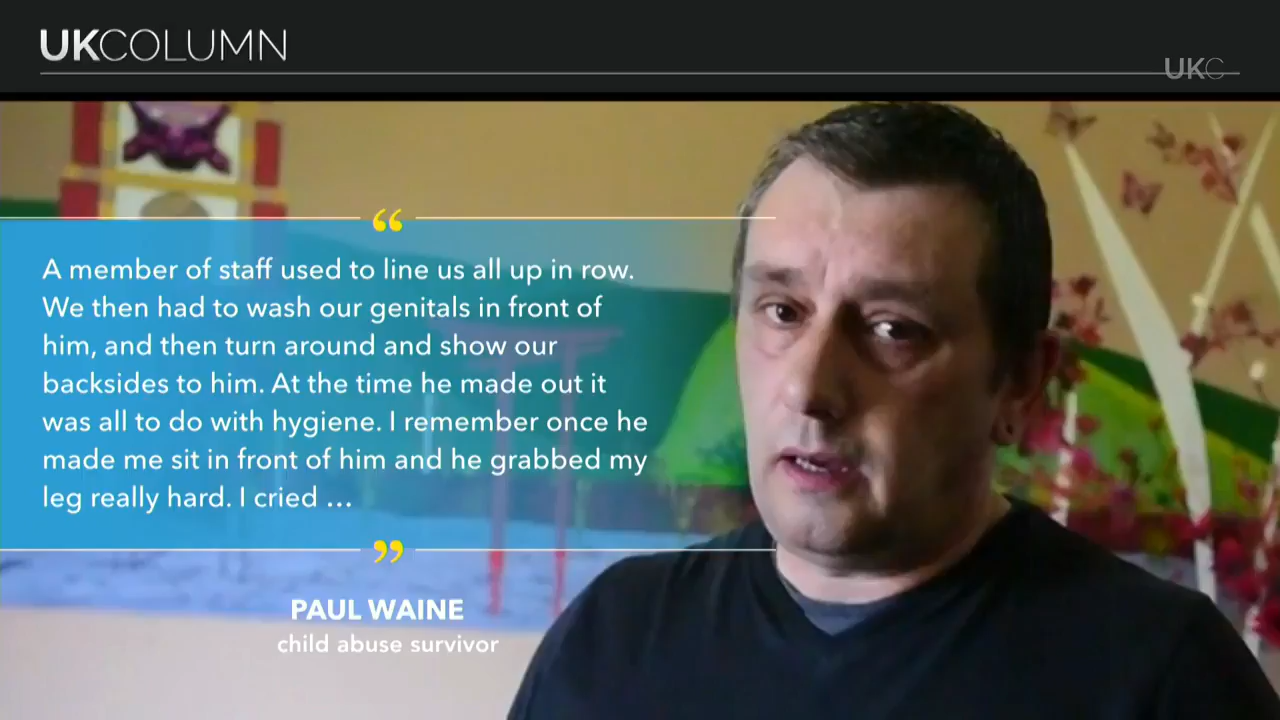 UKCOLUMN
UKC
“
A member of staff used to line us all up in row.
We then had to wash our genitals in front of
him, and then turn around and show our
backsides to him. At the time he made out it
was all to do with hygiene. I remember once he
made me sit in front of him and he grabbed my
leg really hard. I cried …
”
PAUL WAINE
child abuse survivor